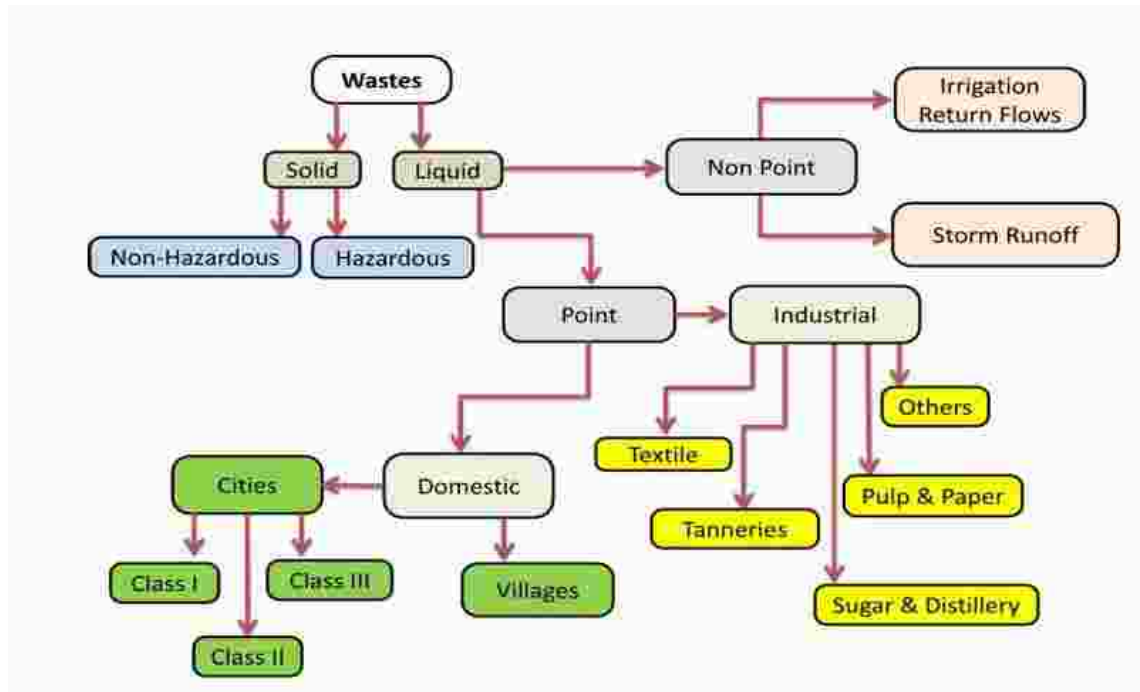 Wastes
Irrigation
Return Flows
Solid
Liquid
Non Point
Storm Runoff
Non-Hazardous
Hazardous
Point
Industrial
Others
Textile
Cities
Domestic
Pulp & Paper
Tanneries
Class I
Class III
Villages
Sugar & Distillery
Class II